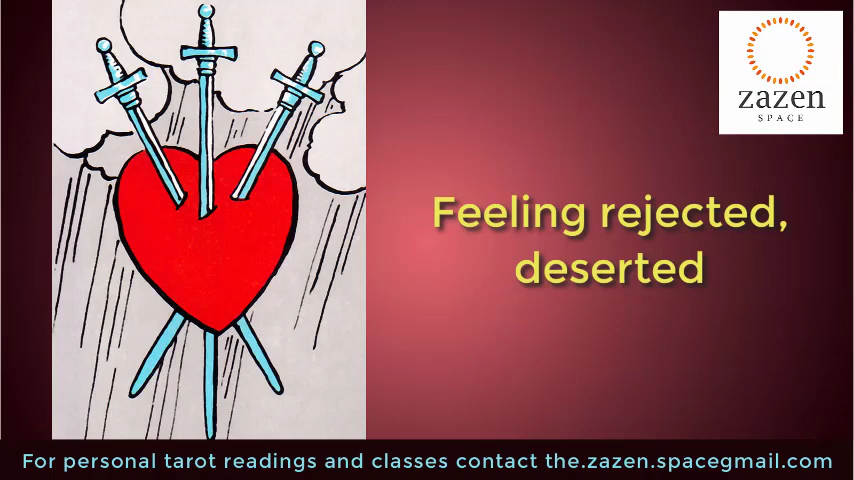 zazen
SPACE
Feeling rejected,
deserted
For personal tarot readings and classes contact the.zazen.spacegmail.com